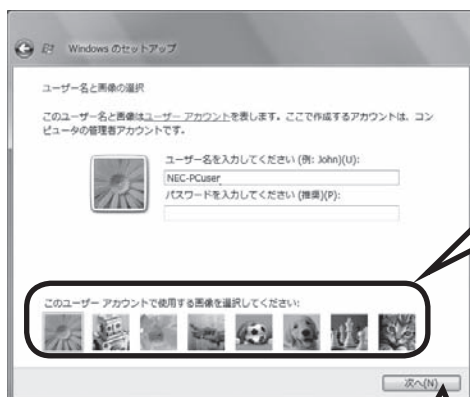 Windows のセットアップ
ユーザー名と画像の選択
このユーザー名と画像はユーザー アカウントを表します。ここで作成するアカウントは、コン
ピュータの管理者アカウントです。
ユーザー名を入力してください (例: John)(U):
NEC-PCuser
パスワードを入力してください (推奨)(P):
このユーザー アカウントで使用する画像を選択してください:
次へ(N)